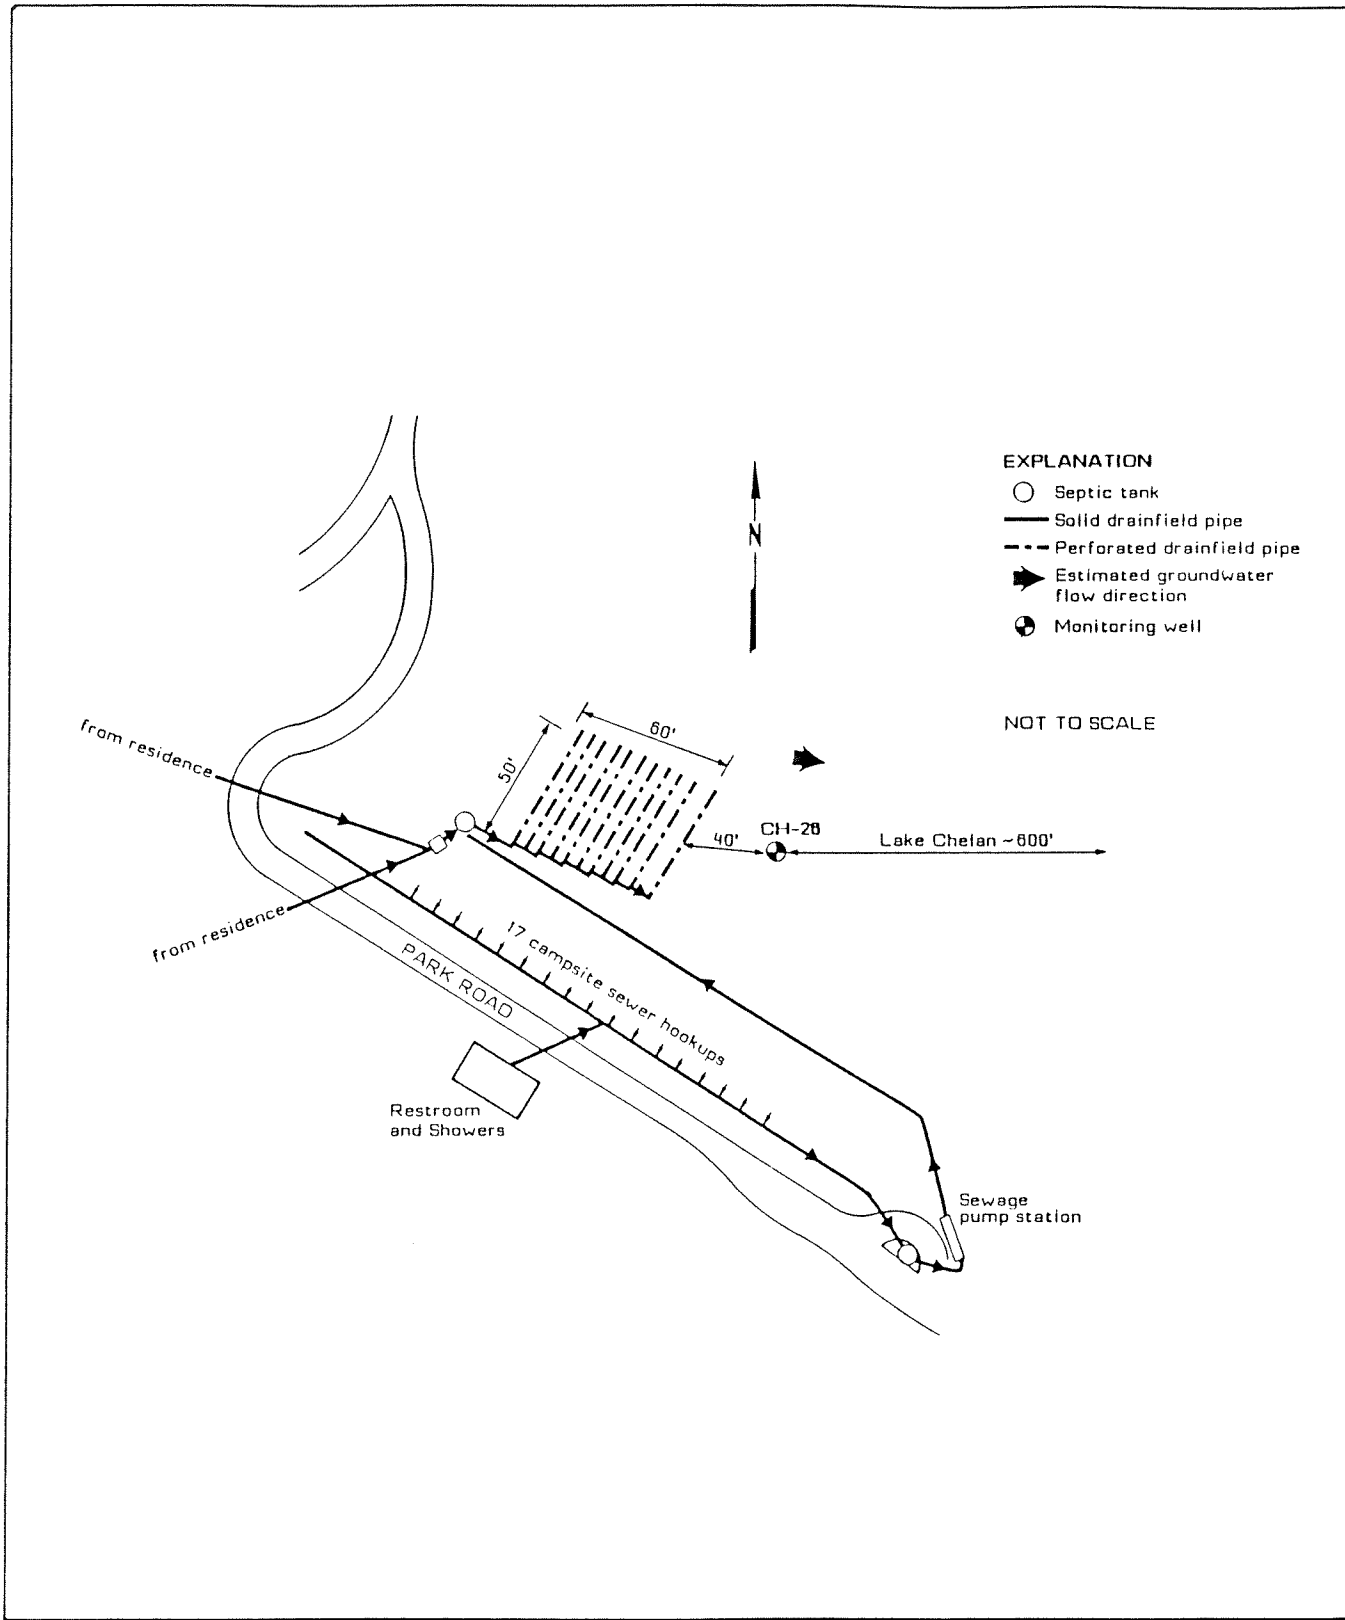 EXPLANATION
Septic tank
Solid drainfield pipe
Perforated drainfield pipe
Estimated groundwater
flow direction
Monitoring well
N
NOT TO SCALE
from residence
60'
50'
40'
CH-28
Lake Chelan ~600'
from residence
17 campsite sewer hookups
PARK ROAD
Restroom
and Showers
Sewage
pump station